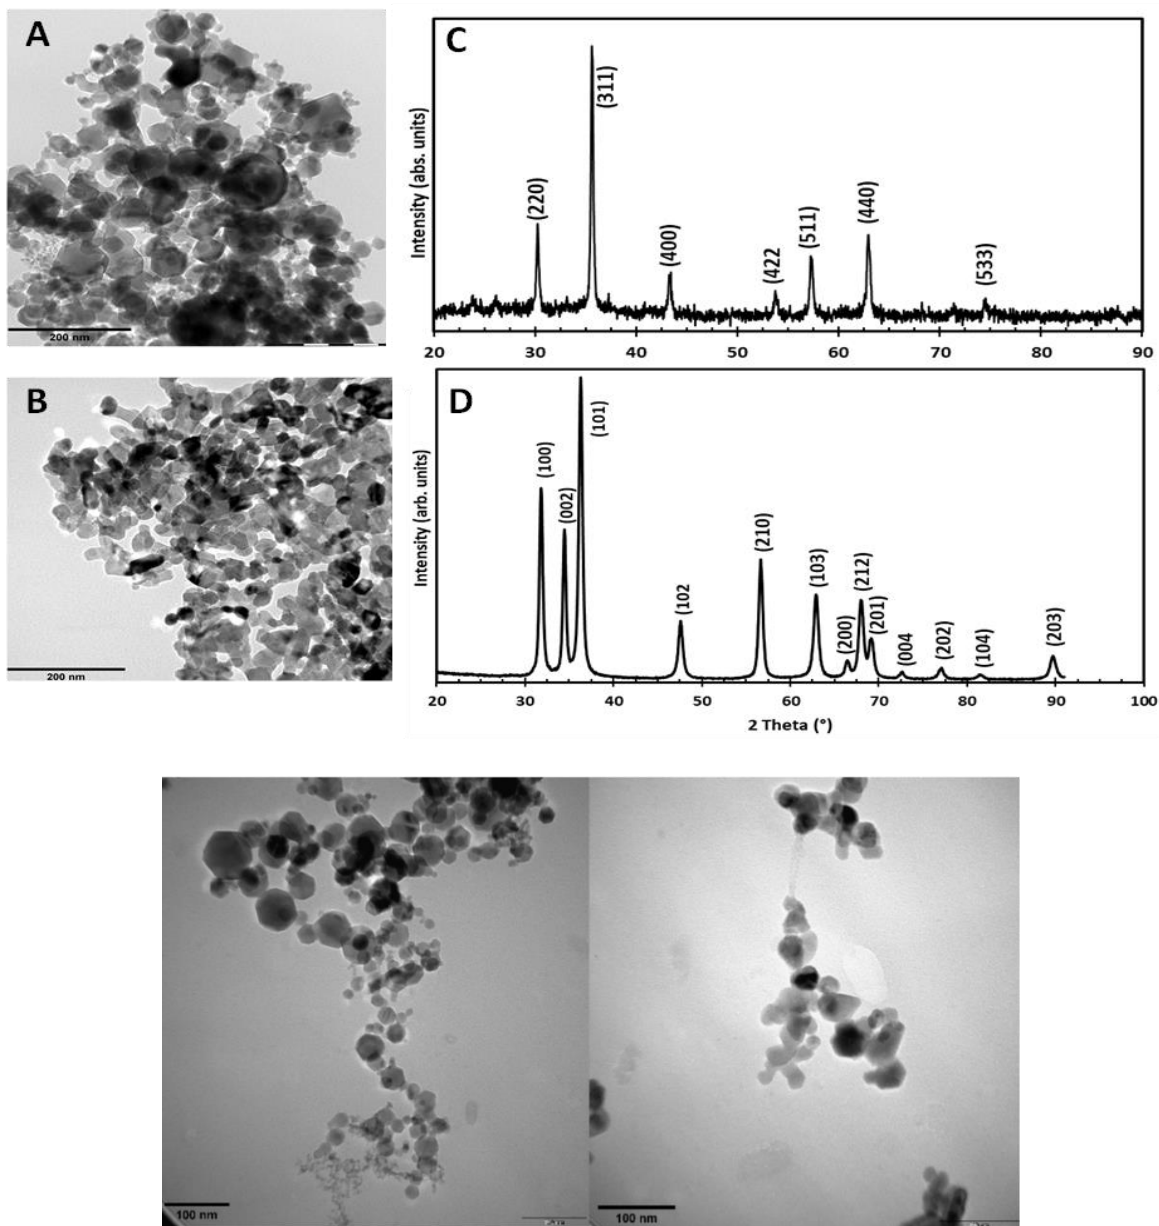 A
200 nm
C
Intensity (abs. units)
(220)
(311)
(400)
(422
(511)
(440)
(533)
20 30 40 50 60 70 80 90
B
200 nm
D
Intensity (arb. units)
(100)
(002)
(101)
(102
(210)
(103)
(200)
(212)
(201)
(004
(202)
(104)
(203)
20 30 40 50 60 70 80 90 100
2 Theta (°)
100 nm
100 nm